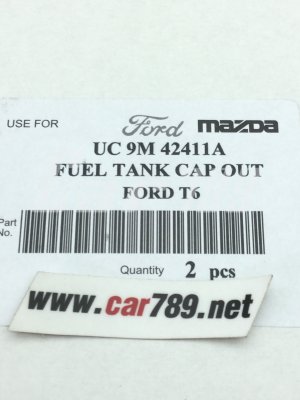 USE FOR Ford mazda
UC 9M 42411A
FUEL TANK CAP OUT
FORD T6
Part
No.
Quantity 2 pcs
www.car789.net